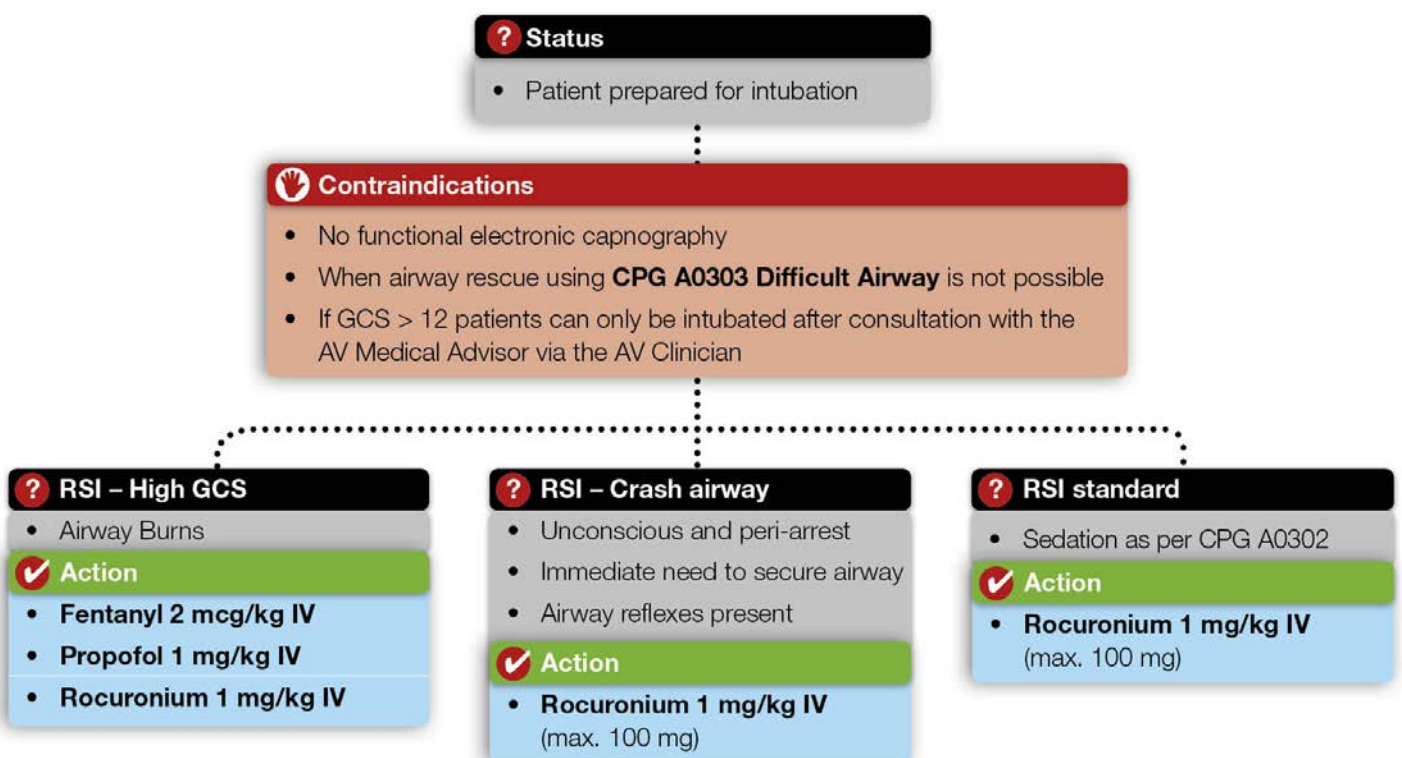 ? Status
• Patient prepared for intubation
Contraindications
• No functional electronic capnography
• When airway rescue using CPG A0303 Difficult Airway is not possible
• If GCS > 12 patients can only be intubated after consultation with the
AV Medical Advisor via the AV Clinician
? RSI – High GCS
• Airway Burns
Action
• Fentanyl 2 mcg/kg IV
• Propofol 1 mg/kg IV
• Rocuronium 1 mg/kg IV
? RSI – Crash airway
• Unconscious and peri-arrest
• Immediate need to secure airway
• Airway reflexes present
Action
• Rocuronium 1 mg/kg IV
(max. 100 mg)
? RSI standard
• Sedation as per CPG A0302
Action
• Rocuronium 1 mg/kg IV
(max. 100 mg)